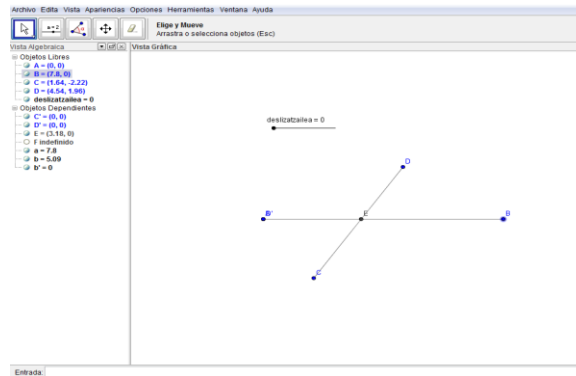 Archivo Edita Vista Apariencias Opciones Herramientas Ventana Ayuda
a=2
Elige y Mueve
Arrastra o selecciona objetos (Esc)
Vista Algebraica
Vista Gráfica
Objetos Libres
A = (0, 0)
B = (7.8, 0)
C = (1.64, -2.22)
D = (4.54, 1.96)
deslizatzailea = 0
Objetos Dependientes
C' = (0, 0)
D' = (0, 0)
E = (3.18, 0)
F indefinido
a = 7.8
b = 5.09
b' = 0
deslizatzailea = 0
D
E
B
C
Entrada: